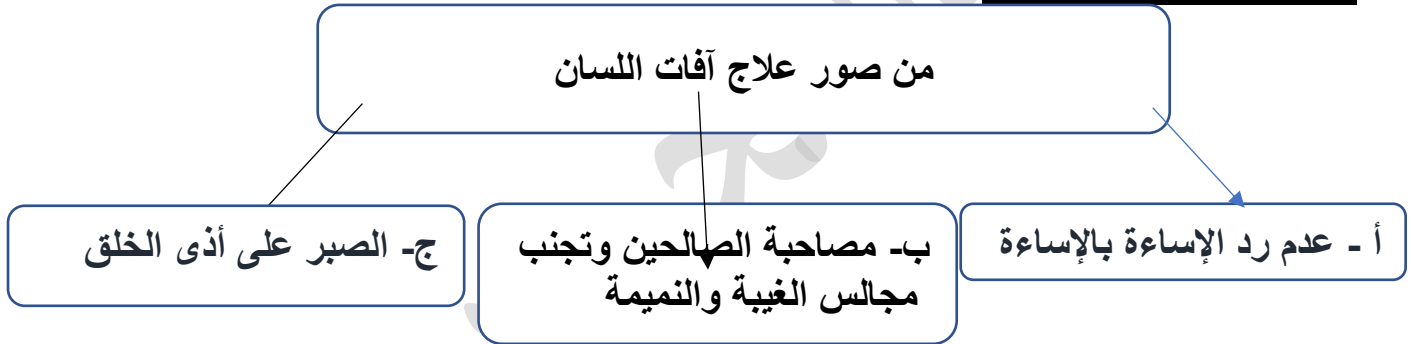 من صور علاج آفات اللسان
أ ـ عدم رد الإساءة بالإساءة
ب- مصاحبة الصالحين وتجنب
مجالس الغيبة والنميمة
ج- الصبر على أذى الخلق